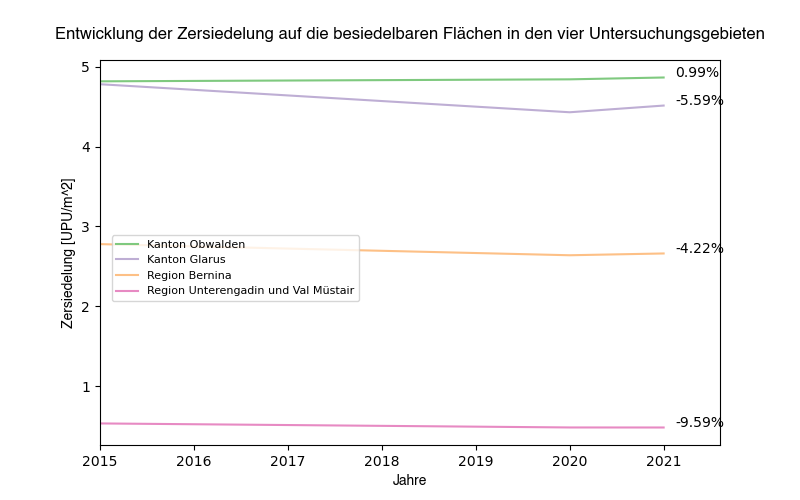 Entwicklung der Zersiedelung auf die besiedelbaren Flächen in den vier Untersuchungsgebieten
5
4
3
2
1
Zersiedelung [UPU/m^2]
0.99%
-5.59%
-4.22%
-9.59%
Kanton Obwalden
Kanton Glarus
Region Bernina
Region Unterengadin und Val Müstair
2015 2016 2017 2018 2019 2020 2021
Jahre